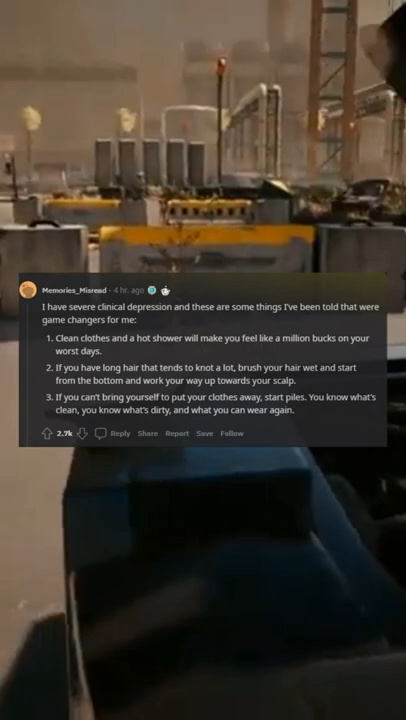 Memories_Misread · 4 hr. ago
I have severe clinical depression and these are some things I've been told that were
game changers for me:
1. Clean clothes and a hot shower will make you feel like a million bucks on your
worst days.
2. If you have long hair that tends to knot a lot, brush your hair wet and start
from the bottom and work your way up towards your scalp.
3. If you can't bring yourself to put your clothes away, start piles. You know what's
clean, you know what's dirty, and what you can wear again.
2.7k Reply Share Report Save Follow